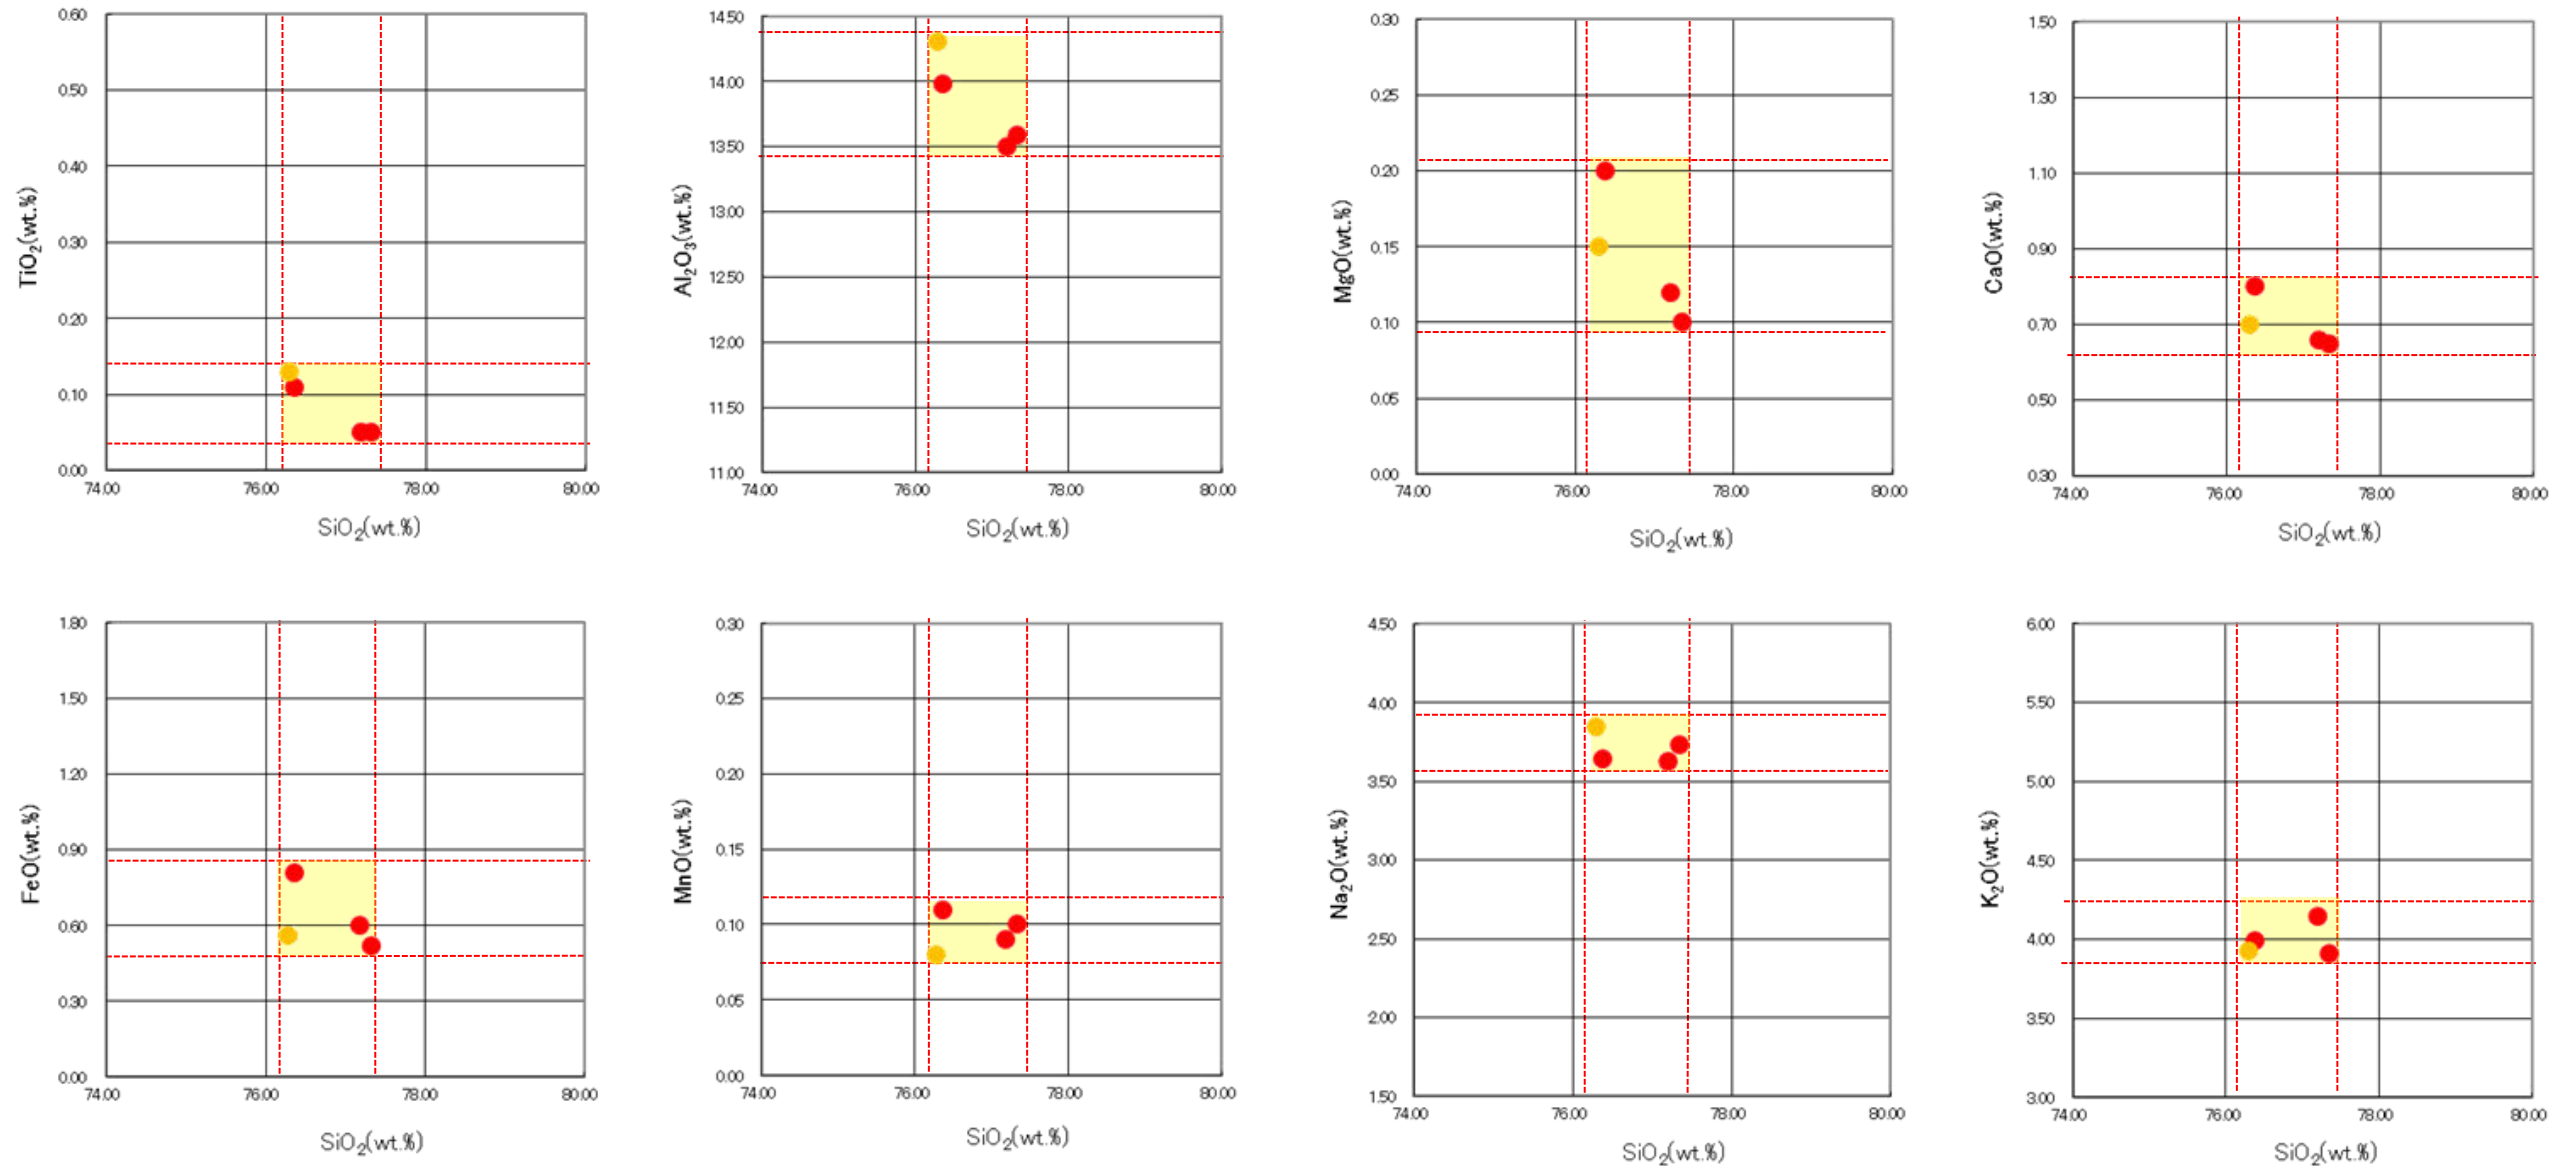 0.60
0.50
0.40
0.30
0.20
0.10
0.00
TiO2(wt.%)
74.00 76.00 78.00 80.00
SiO2(wt.%)
14.50
14.00
13.50
13.00
12.50
12.00
11.50
11.00
Al2O3(wt.%)
74.00 76.00 78.00 80.00
SiO2(wt.%)
0.30
0.25
0.20
0.15
0.10
0.05
0.00
MgO(wt.%)
74.00 76.00 78.00 80.00
SiO2(wt.%)
1.50
1.30
1.10
0.90
0.70
0.50
0.30
CaO(wt.%)
74.00 76.00 78.00 80.00
SiO2(wt.%)
1.80
1.50
1.20
0.90
0.60
0.30
0.00
FeO(wt.%)
74.00 76.00 78.00 80.00
SiO2(wt.%)
0.30
0.25
0.20
0.15
0.10
0.05
0.00
MnO(wt.%)
74.00 76.00 78.00 80.00
SiO2(wt.%)
4.50
4.00
3.50
3.00
2.50
2.00
1.50
Na2O(wt.%)
74.00 76.00 78.00 80.00
SiO2(wt.%)
6.00
5.50
5.00
4.50
4.00
3.50
3.00
K2O(wt.%)
74.00 76.00 78.00 80.00
SiO2(wt.%)